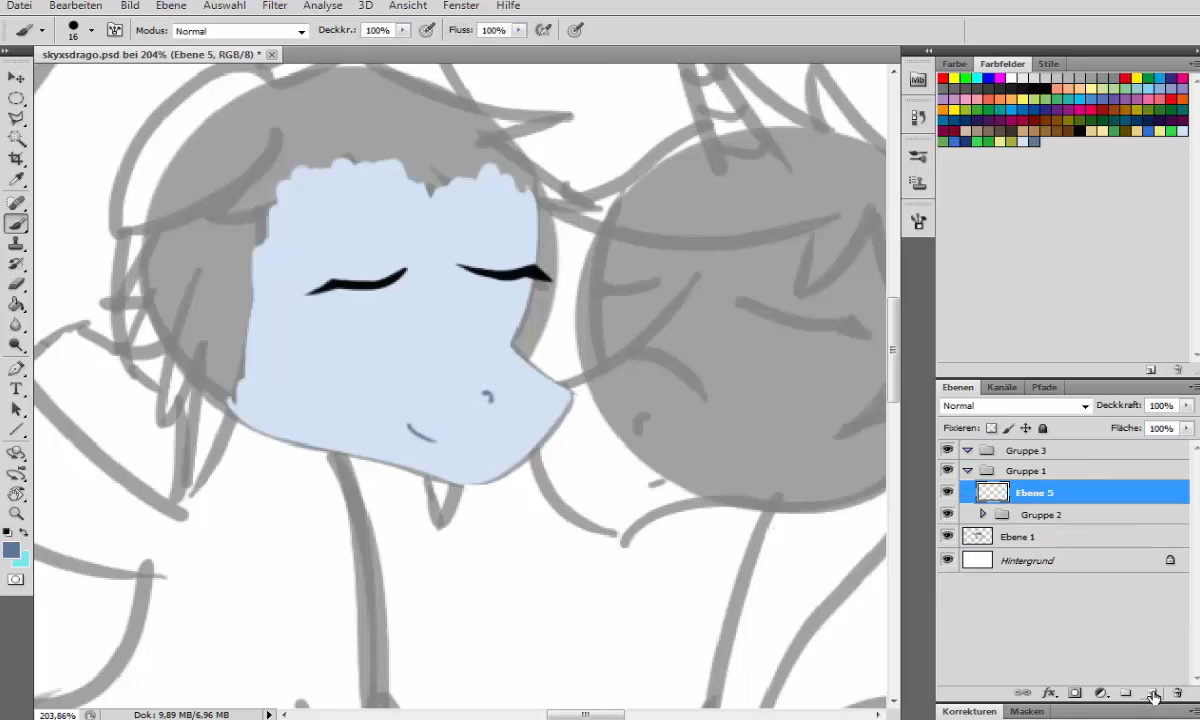 Datei Bearbeiten Bild Ebene Auswahl Filter Analyse 3D Ansicht Fenster Hilfe
16 Modus: Normal Deckkr.: 100% Fluss: 100%
skyxsdrago.psd bei 204% (Ebene 5, RGB/8) *
Farbe Farbfelder Stile
Mb
Ebenen Kanäle Pfade
Normal Deckkraft: 100%
Fixieren: Fläche: 100%
Gruppe 3
Gruppe 1
Ebene 5
Gruppe 2
Ebene 1
Hintergrund
fx
Korrekturen Masken
203,86% Dok: 9,89 MB/6,96 MB